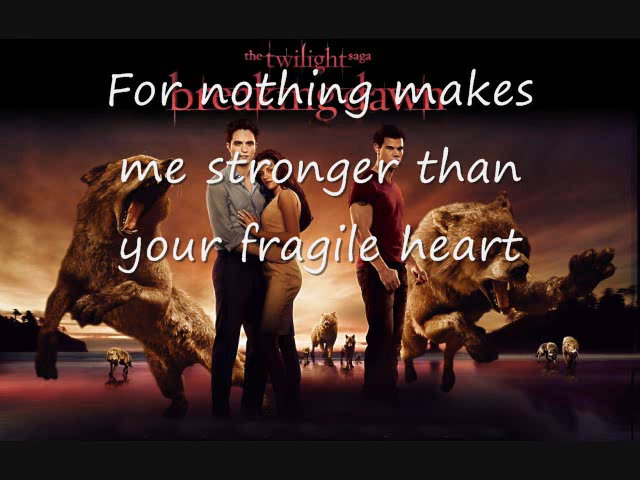 the twilight saga
breaking dawn
For nothing makes
me stronger than
your fragile heart